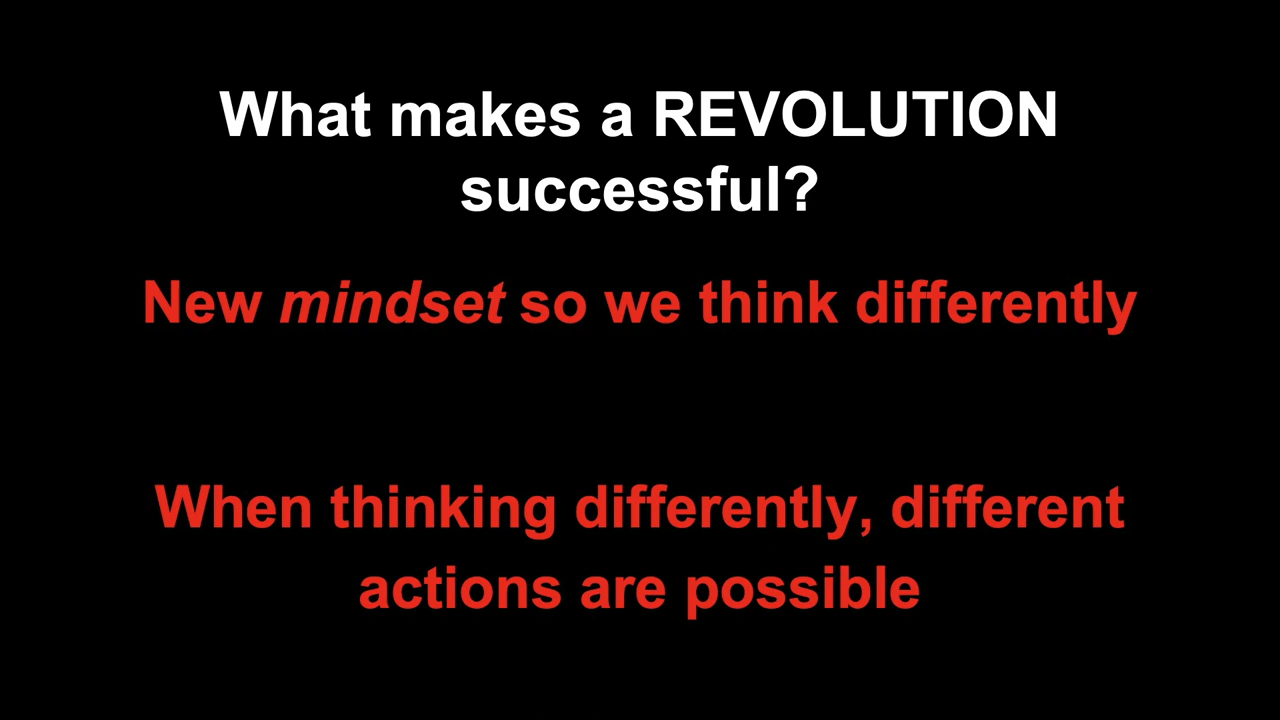 What makes a REVOLUTION
successful?
New mindset so we think differently
When thinking differently, different
actions are possible